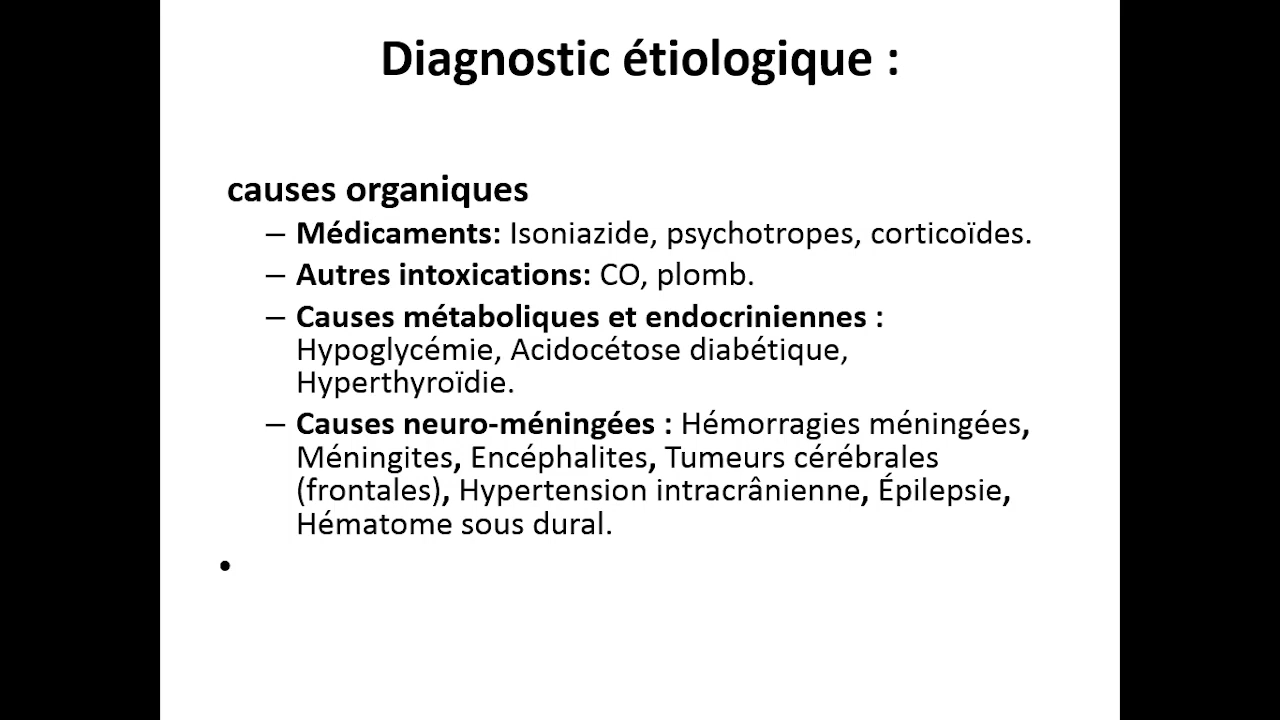 Diagnostic étiologique :
causes organiques
– Médicaments: Isoniazide, psychotropes, corticoïdes.
– Autres intoxications: CO, plomb.
– Causes métaboliques et endocriniennes :
Hypoglycémie, Acidocétose diabétique,
Hyperthyroïdie.
– Causes neuro-méningées : Hémorragies méningées,
Méningites, Encéphalites, Tumeurs cérébrales
(frontales), Hypertension intracrânienne, Épilepsie,
Hématome sous dural.
•